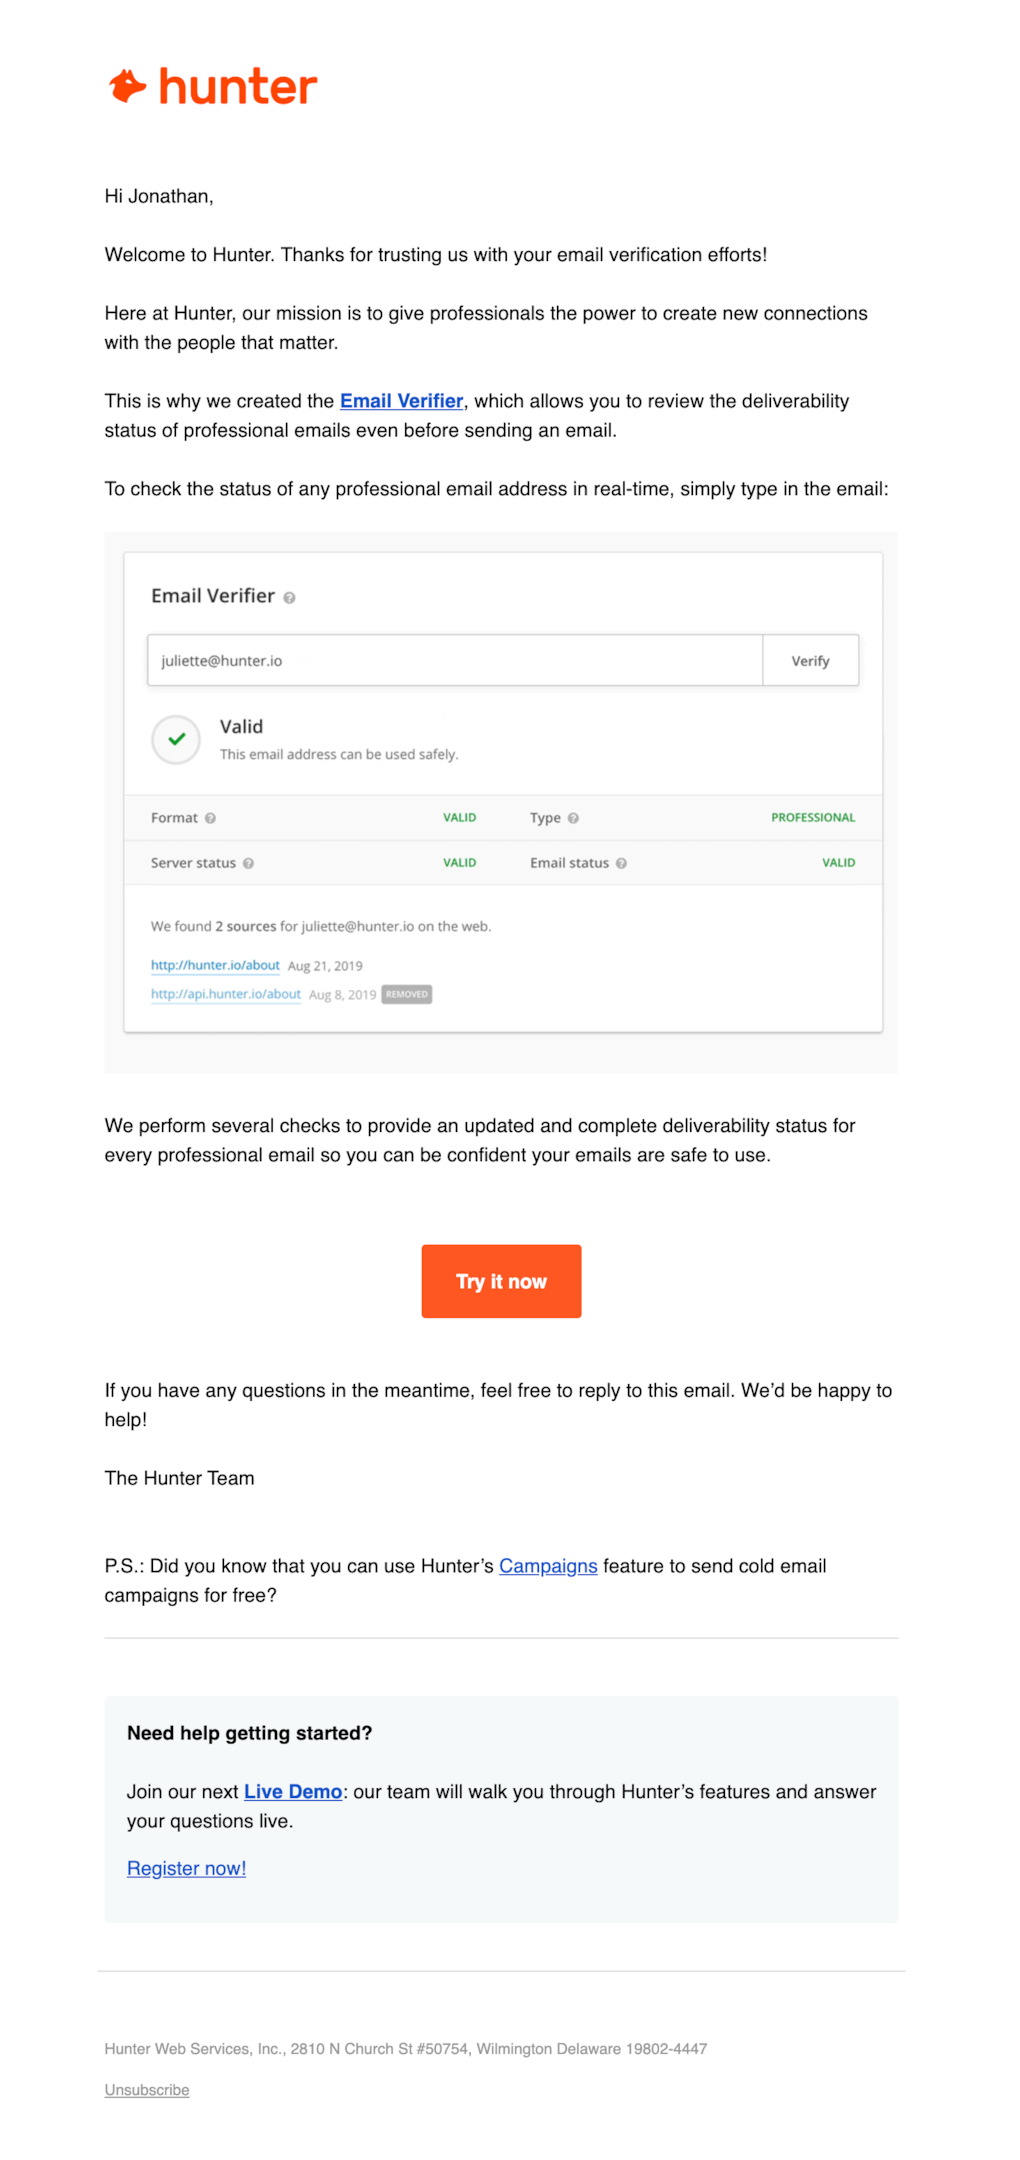 hunter
Hi Jonathan,
Welcome to Hunter. Thanks for trusting us with your email verification efforts!
Here at Hunter, our mission is to give professionals the power to create new connections
with the people that matter.
This is why we created the Email Verifier, which allows you to review the deliverability
status of professional emails even before sending an email.
To check the status of any professional email address in real-time, simply type in the email:
Email Verifier ?
juliette@hunter.io Verify
Valid
This email address can be used safely.
Format ? VALID Type ? PROFESSIONAL
Server status ? VALID Email status ? VALID
We found 2 sources for juliette@hunter.io on the web.
http://hunter.io/about Aug 21, 2019
http://api.hunter.io/about Aug 8, 2019 REMOVED
We perform several checks to provide an updated and complete deliverability status for
every professional email so you can be confident your emails are safe to use.
Try it now
If you have any questions in the meantime, feel free to reply to this email. We’d be happy to
help!
The Hunter Team
P.S.: Did you know that you can use Hunter’s Campaigns feature to send cold email
campaigns for free?
Need help getting started?
Join our next Live Demo: our team will walk you through Hunter’s features and answer
your questions live.
Register now!
Hunter Web Services, Inc., 2810 N Church St #50754, Wilmington Delaware 19802-4447
Unsubscribe